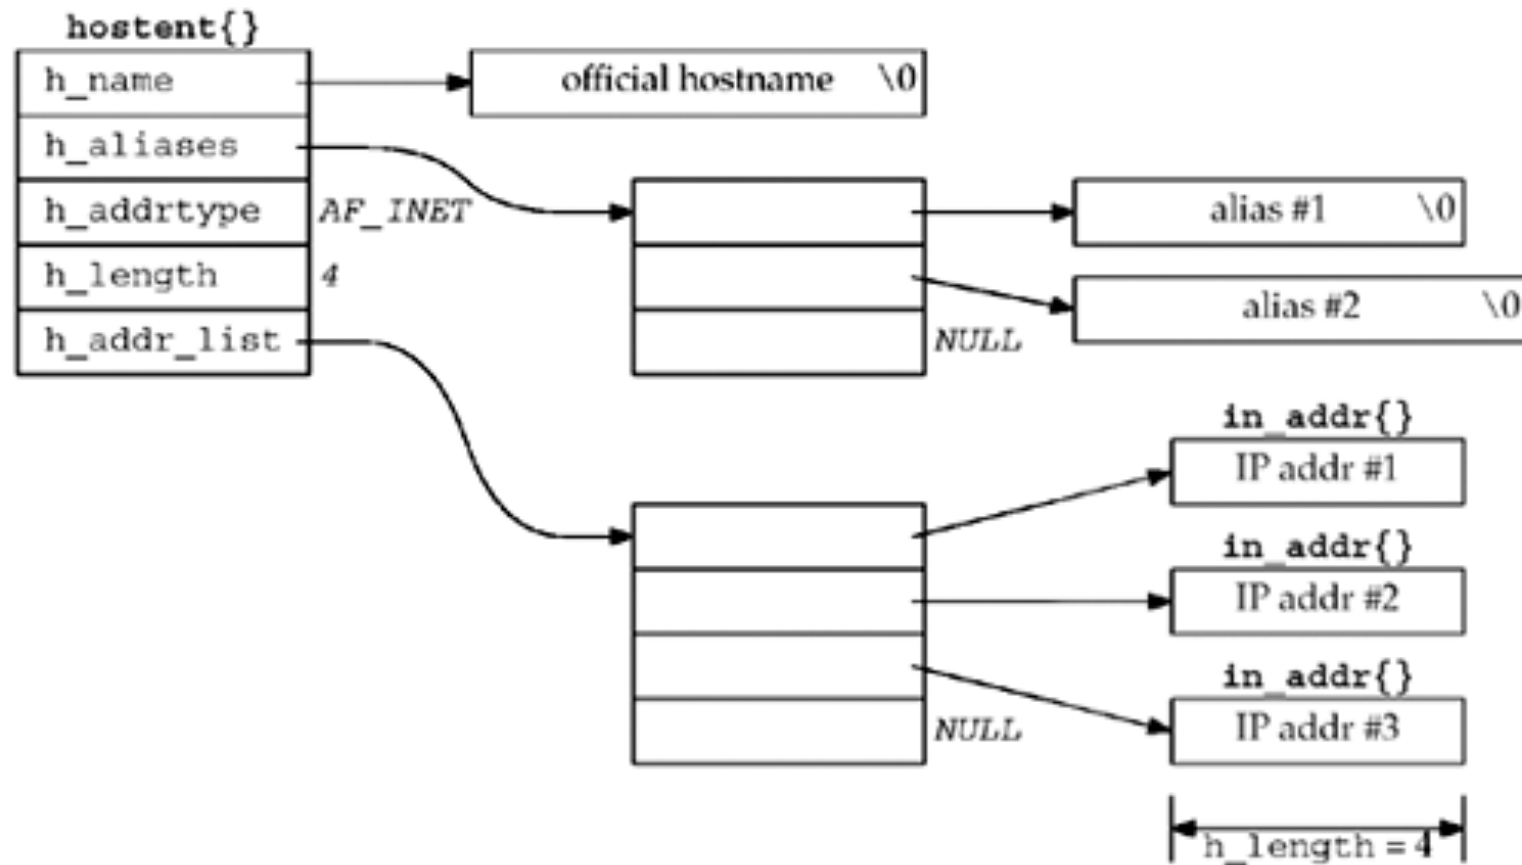 hostent{}
h_name
official hostname \0
h_aliases
h_addrtype AF_INET
alias #1 \0
h_length 4
alias #2 \0
h_addr_list
NULL
in_addr{}
IP addr #1
in_addr{}
IP addr #2
in_addr{}
IP addr #3
NULL
h_length = 4